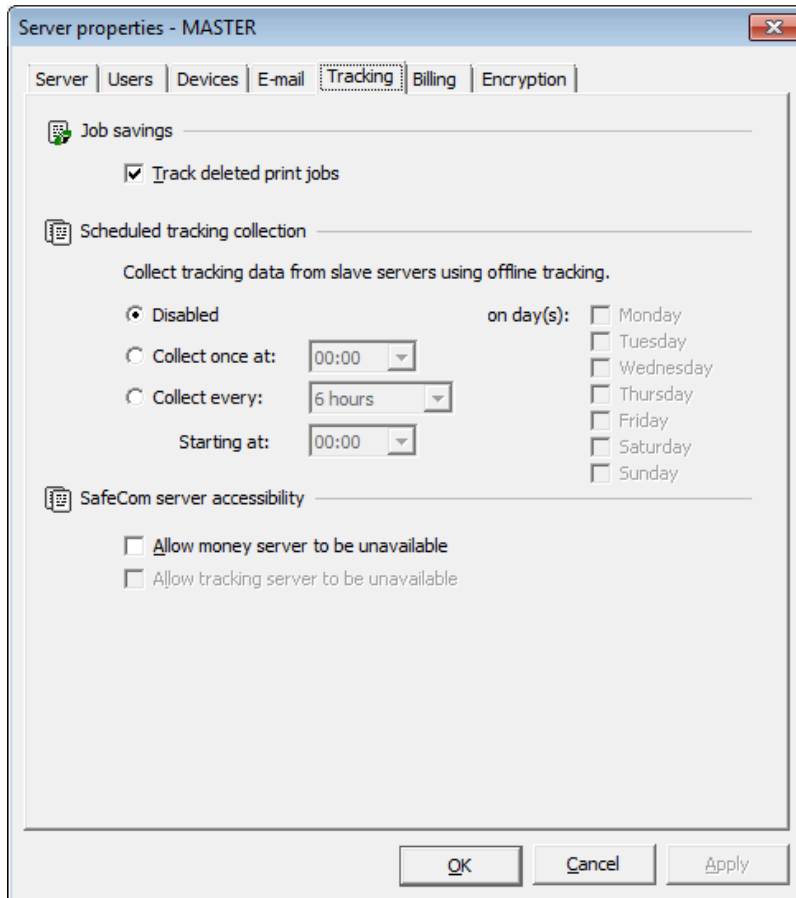 Server properties - MASTER
Server Users Devices E-mail Tracking Billing Encryption
Job savings
Track deleted print jobs
Scheduled tracking collection
Collect tracking data from slave servers using offline tracking.
Disabled on day(s): Monday
Tuesday
Collect once at: 00:00 Wednesday
Collect every: 6 hours Thursday
Friday
Starting at: 00:00 Saturday
Sunday
SafeCom server accessibility
Allow money server to be unavailable
Allow tracking server to be unavailable
OK Cancel Apply